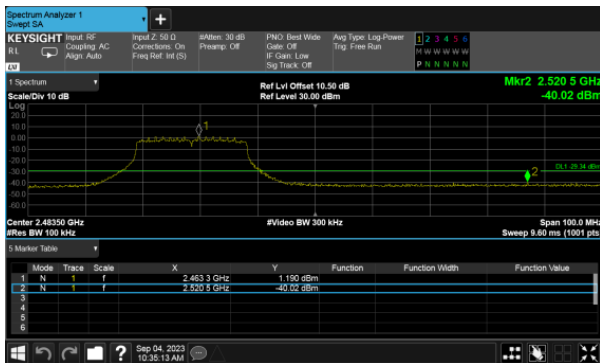 Spectrum Analyzer 1
Swept SA
+
KEYSIGHT
RL
LXI
Input: RF
Coupling: AC
Align: Auto
Input Z: 50 Ω
Corrections: On
Freq Ref: Int (S)
#Atten: 30 dB
Preamp: Off
PNO: Best Wide
Gate: Off
IF Gain: Low
Sig Track: Off
Avg Type: Log-Power
Trig: Free Run
1 2 3 4 5 6
M W W W W W
P N N N N N
1 Spectrum
Scale/Div 10 dB
Ref Lvl Offset 10.50 dB
Ref Level 30.00 dBm
Mkr2 2.520 5 GHz
-40.02 dBm
Log
20.0
10.0
0.00
-10.0
-20.0
-30.0
-40.0
-50.0
-60.0
1
2
DL1 -29.34 dBm
Center 2.48350 GHz
#Res BW 100 kHz
#Video BW 300 kHz
Span 100.0 MHz
Sweep 9.60 ms (1001 pts)
5 Marker Table
Mode Trace Scale X Y Function Function Width Function Value
1 N 1 f 2.463 3 GHz 1.190 dBm
2 N 1 f 2.520 5 GHz -40.02 dBm
3
4
5
6
?
Sep 04, 2023
10:35:13 AM